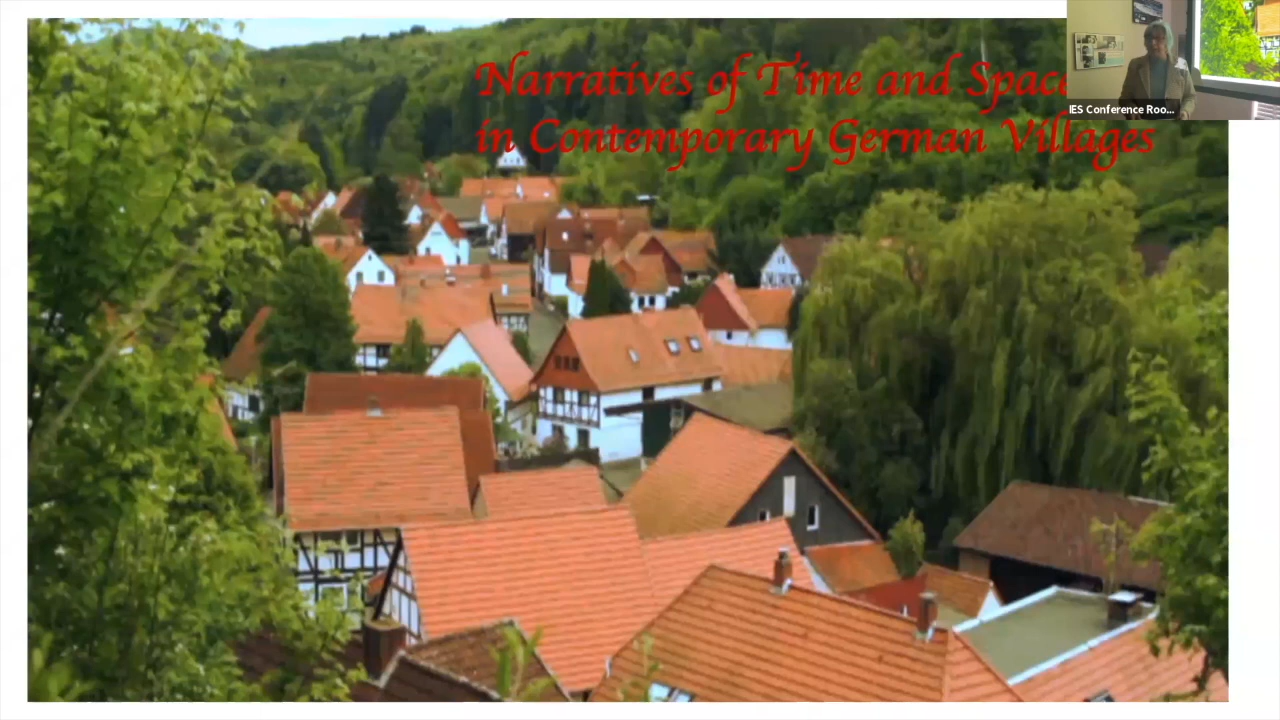 Narratives of Time and Space
in Contemporary German Villages
IES Conference Roo...